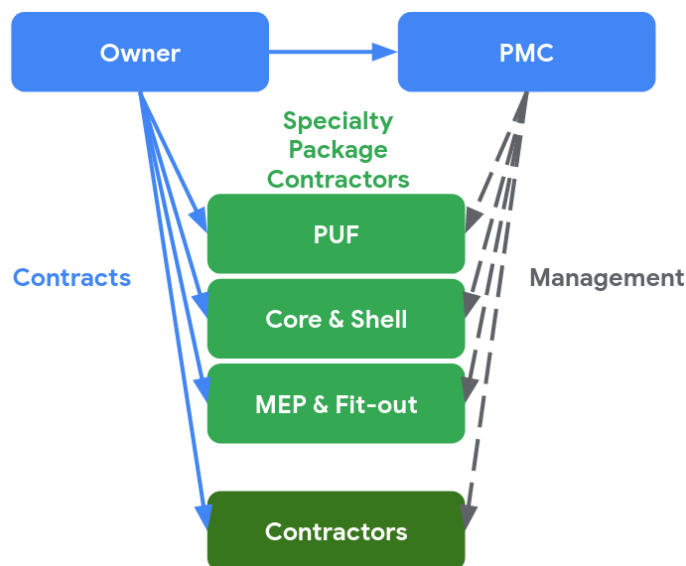 Owner
PMC
Specialty
Package
Contractors
PUF
Contracts
Management
Core & Shell
MEP & Fit-out
Contractors